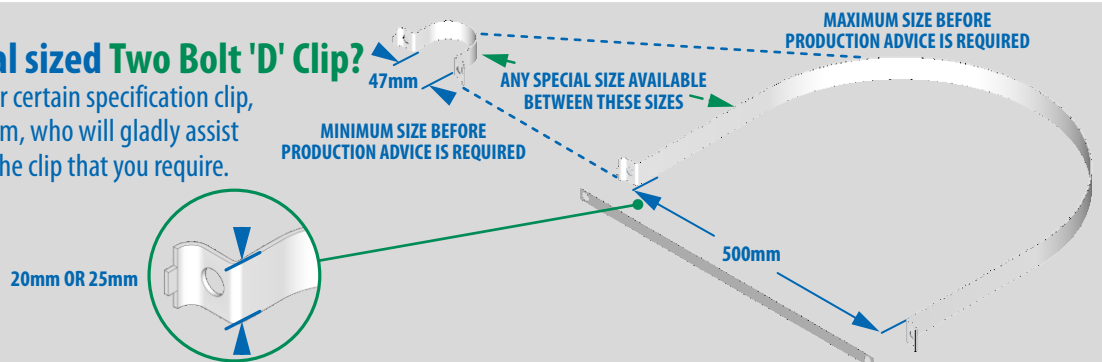 al sized Two Bolt 'D' Clip?
r certain specification clip,
m, who will gladly assist
he clip that you require.
47mm
MINIMUM SIZE BEFORE
PRODUCTION ADVICE IS REQUIRED
ANY SPECIAL SIZE AVAILABLE
BETWEEN THESE SIZES
MAXIMUM SIZE BEFORE
PRODUCTION ADVICE IS REQUIRED
500mm
20mm OR 25mm